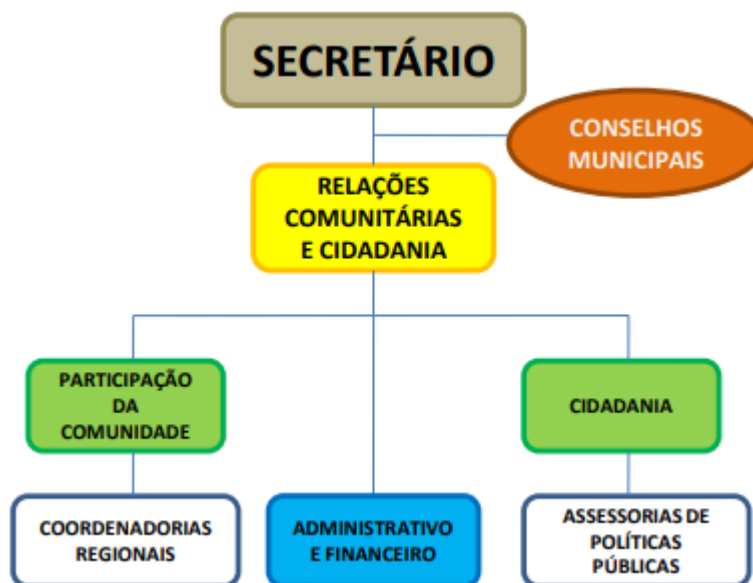 SECRETÁRIO
CONSELHOS
MUNICIPAIS
RELAÇÕES
COMUNITÁRIAS
E CIDADANIA
PARTICIPAÇÃO
DA
COMUNIDADE
CIDADANIA
COORDENADORIAS
REGIONAIS
ADMINISTRATIVO
E FINANCEIRO
ASSESSORIAS DE
POLÍTICAS
PÚBLICAS